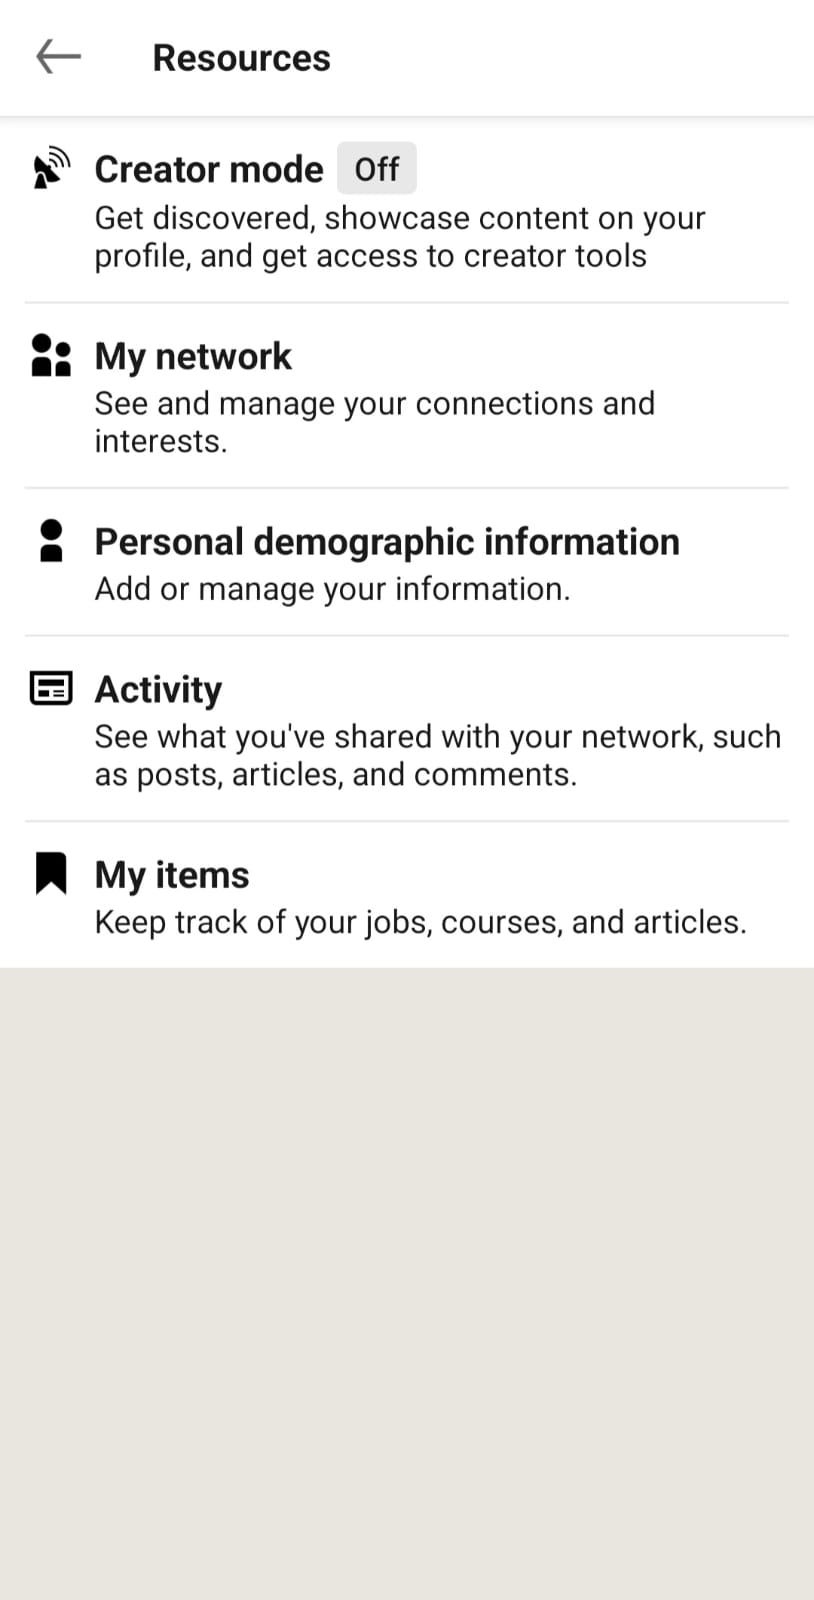 Resources
Creator mode Off
Get discovered, showcase content on your
profile, and get access to creator tools
My network
See and manage your connections and
interests.
Personal demographic information
Add or manage your information.
Activity
See what you've shared with your network, such
as posts, articles, and comments.
My items
Keep track of your jobs, courses, and articles.